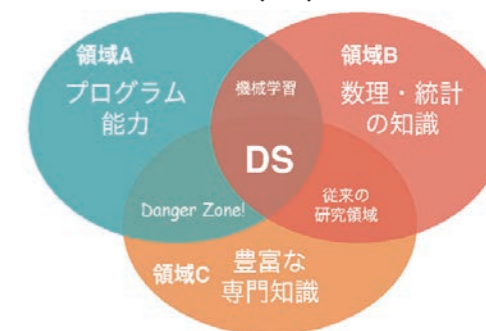 領域A
プログラム
能力
機械学習
領域B
数理・統計
の知識
DS
Danger Zone!
従来の
研究領域
領域C
豊富な
専門知識